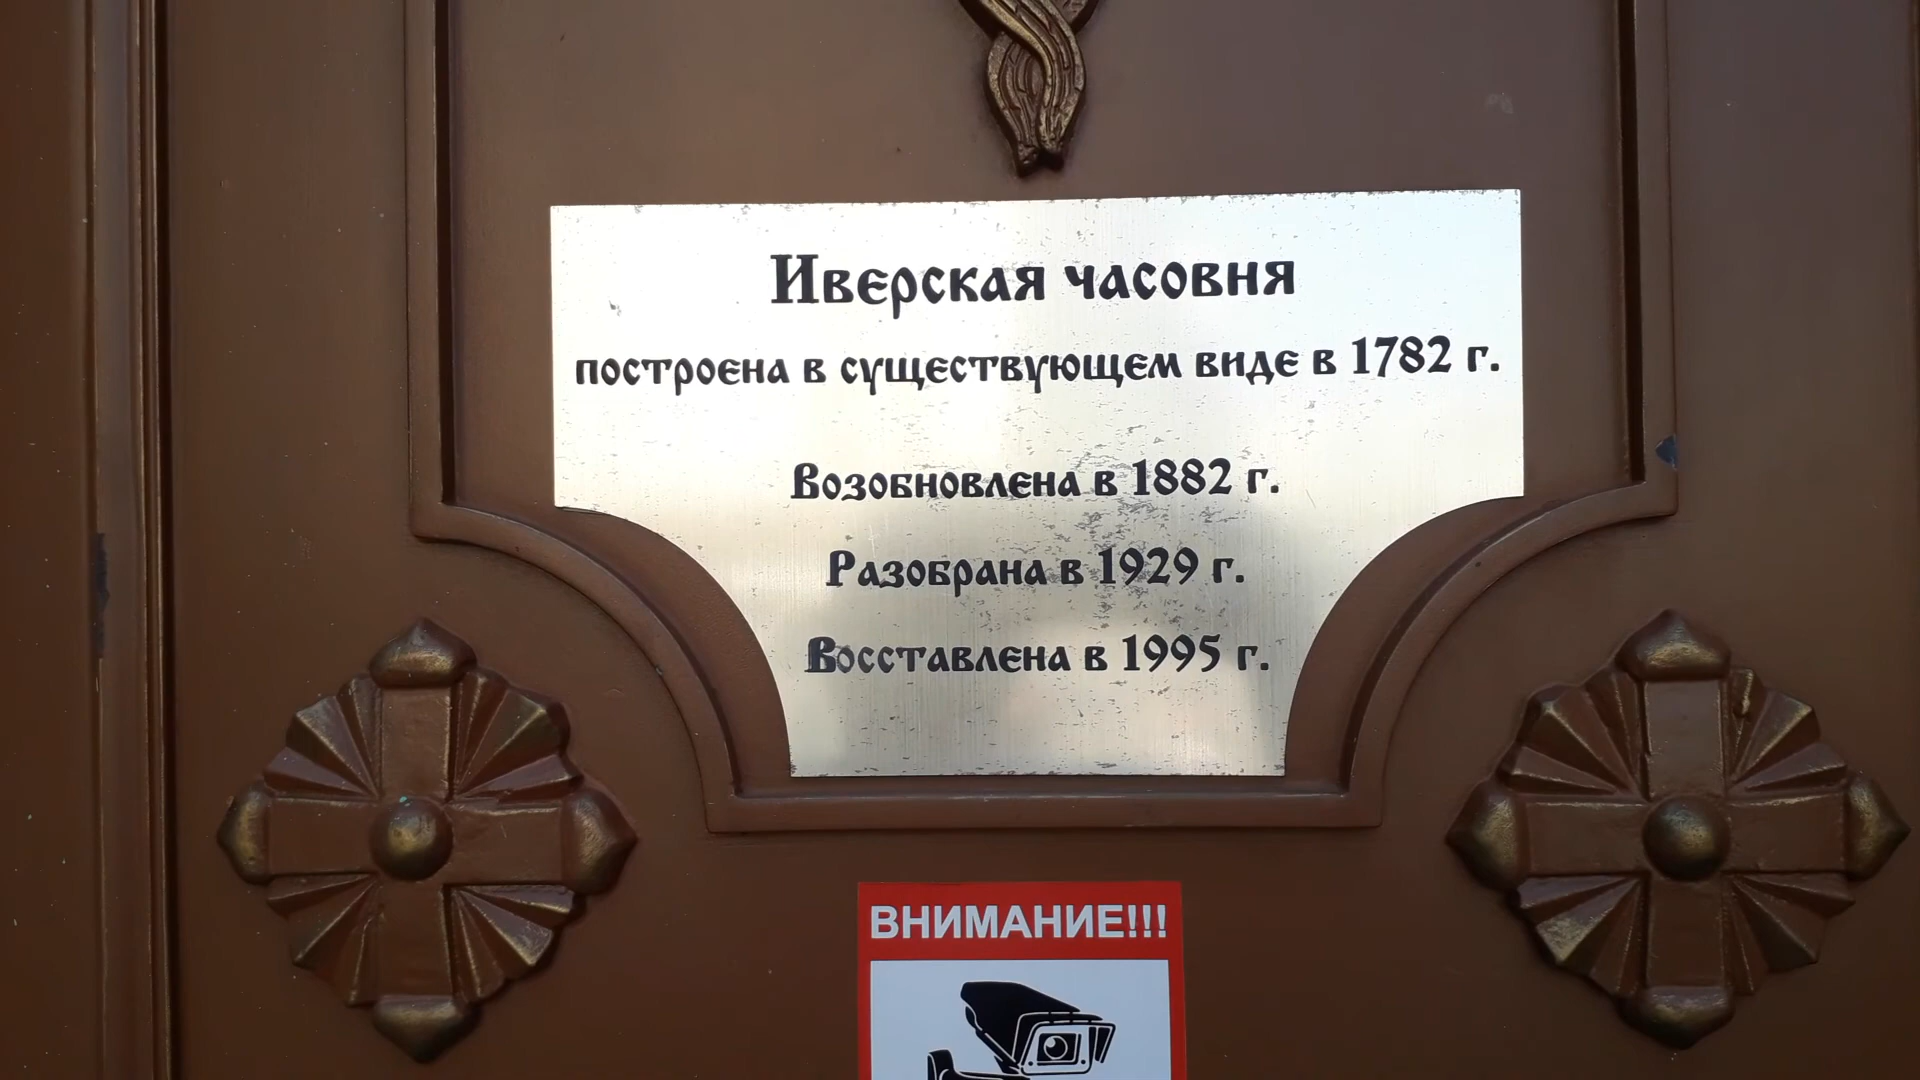 Иверская часовня
построена в существующем виде в 1782 г.
Возобновлена в 1882 г.
Разобрана в 1929 г.
Восставлена в 1995 г.
ВНИМАНИЕ!!!